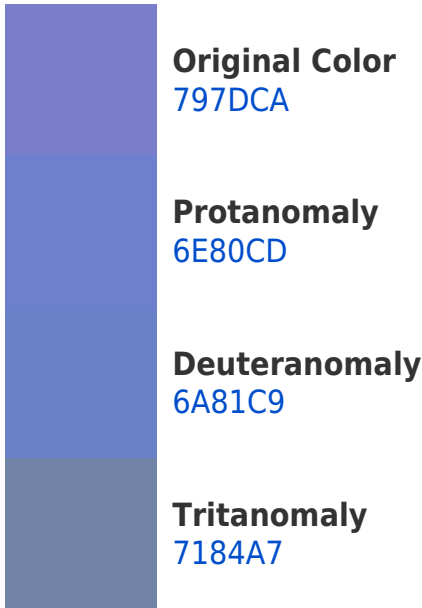 Original Color
797DCA
Protanomaly
6E80CD
Deuteranomaly
6A81C9
Tritanomaly
7184A7